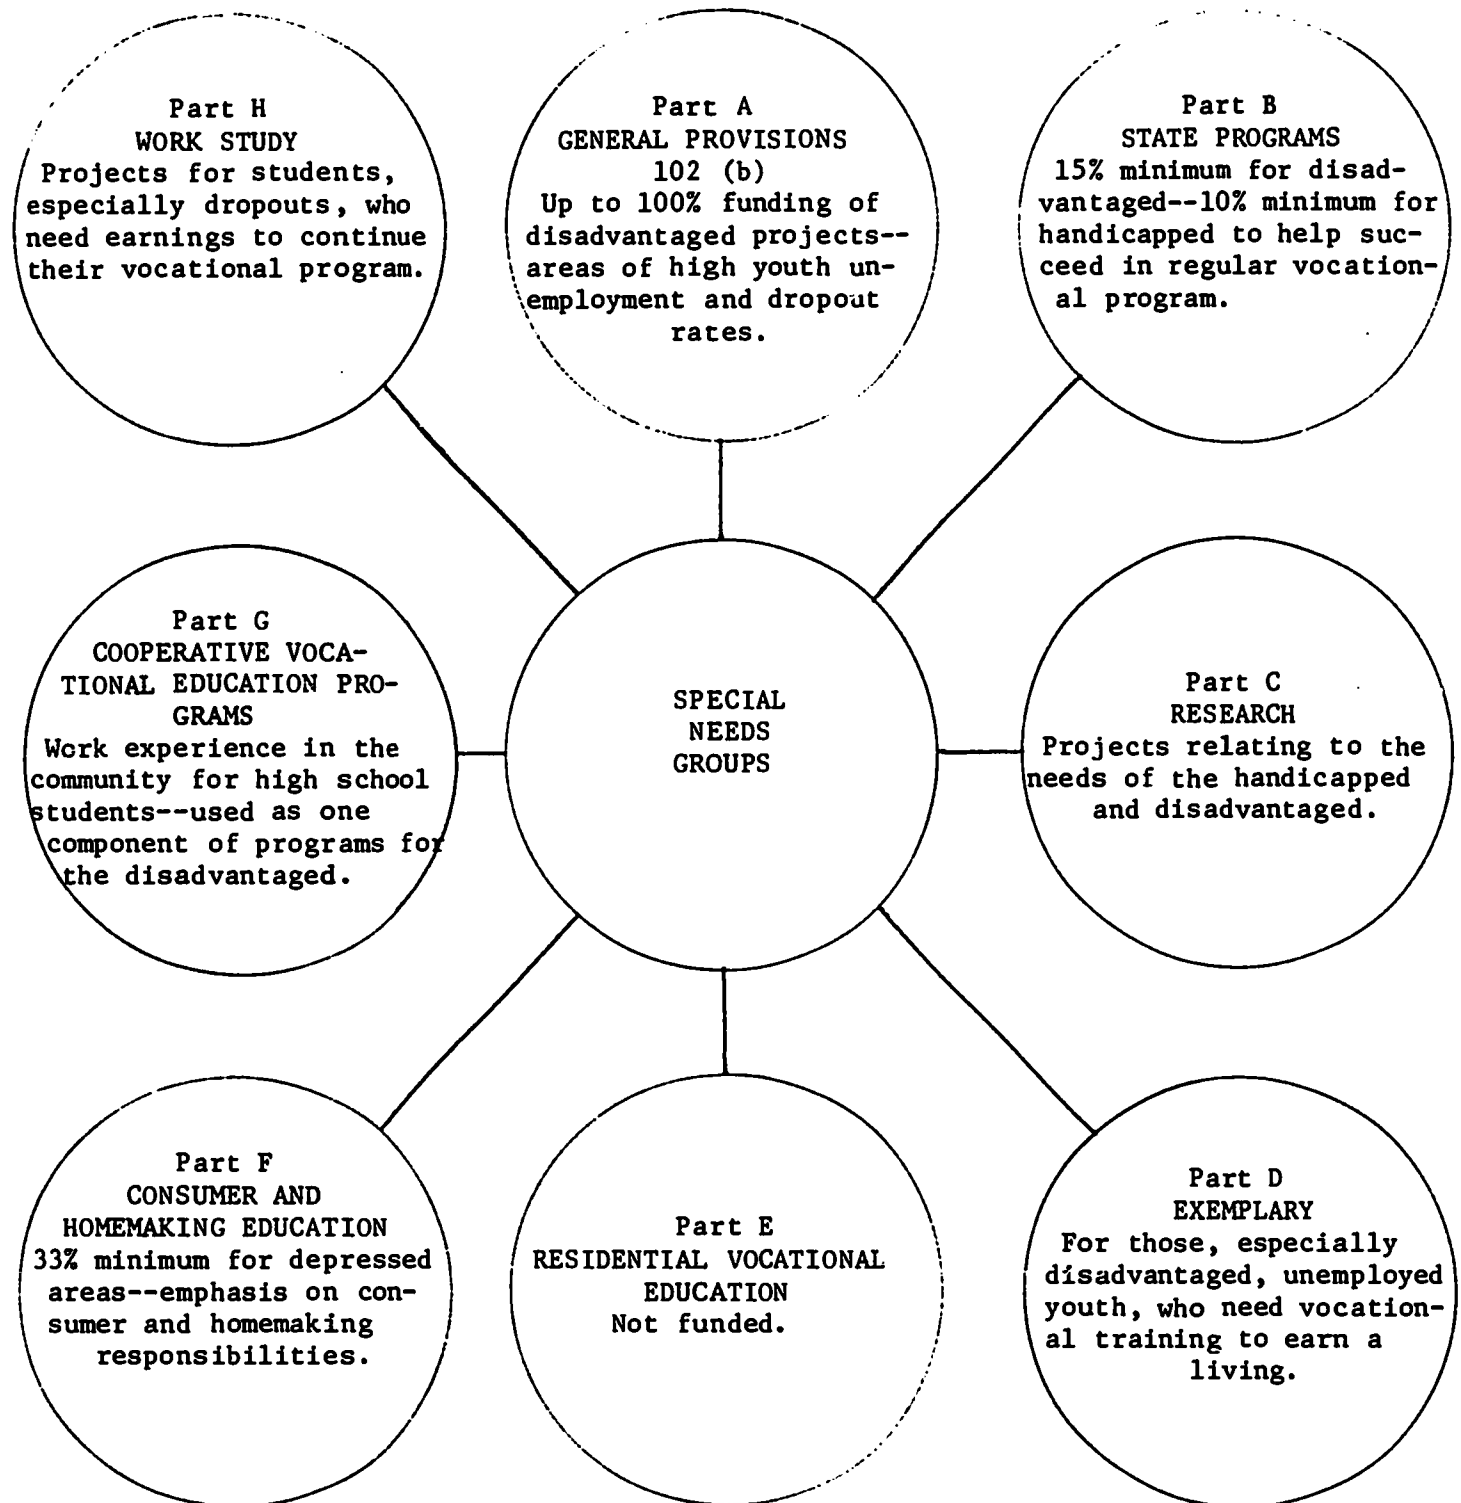 Part H
WORK STUDY
Projects for students,
especially dropouts, who
need earnings to continue
their vocational program.
Part A
GENERAL PROVISIONS
102 (b)
Up to 100% funding of
disadvantaged projects--
areas of high youth un-
employment and dropout
rates.
Part B
STATE PROGRAMS
15% minimum for disad-
vantaged--10% minimum for
handicapped to help suc-
ceed in regular vocation-
al program.
Part G
COOPERATIVE VOCA-
TIONAL EDUCATION PRO-
GRAMS
Work experience in the
community for high school
students--used as one
component of programs for
the disadvantaged.
SPECIAL
NEEDS
GROUPS
Part C
RESEARCH
Projects relating to the
needs of the handicapped
and disadvantaged.
Part F
CONSUMER AND
HOMEMAKING EDUCATION
33% minimum for depressed
areas--emphasis on con-
sumer and homemaking
responsibilities.
Part E
RESIDENTIAL VOCATIONAL
EDUCATION
Not funded.
Part D
EXEMPLARY
For those, especially
disadvantaged, unemployed
youth, who need vocation-
al training to earn a
living.